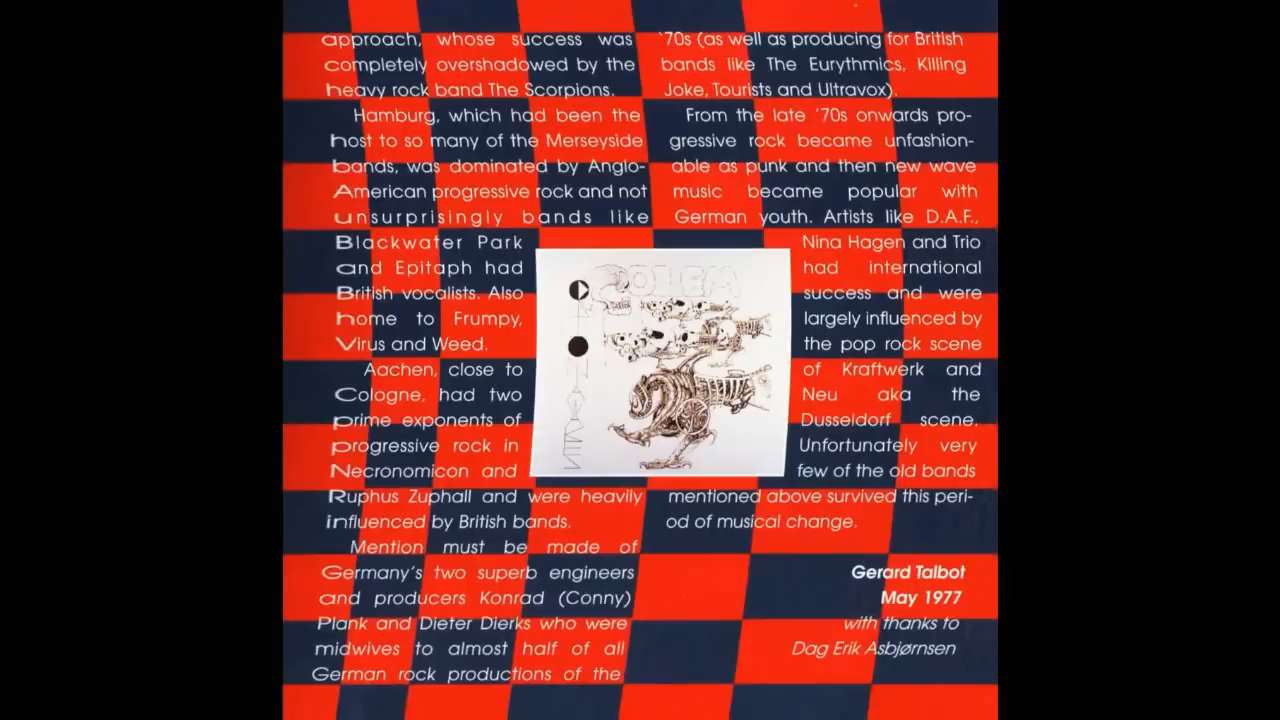 approach, whose success was
completely overshadowed by the
heavy rock band The Scorpions.
Hamburg, which had been the
host to so many of the Merseyside
bands, was dominated by Anglo-
American progressive rock and not
unsurprisingly bands like
Blackwater Park
and Epitaph had
British vocalists. Also
home to Frumpy,
Virus and Weed.
Aachen, close to
Cologne, had two
prime exponents of
progressive rock in
Necronomicon and
Ruphus Zuphall and were heavily
influenced by British bands.
Mention must be made of
Germany's two superb engineers
and producers Konrad (Conny)
Plank and Dieter Dierks who were
midwives to almost half of all
German rock productions of the
'70s (as well as producing for British
bands like The Eurythmics, Killing
Joke, Tourists and Ultravox).
From the late '70s onwards pro-
gressive rock became unfashion-
able as punk and then new wave
music became popular with
German youth. Artists like D.A.F.,
Nina Hagen and Trio
had international
success and were
largely influenced by
the pop rock scene
of Kraftwerk and
Neu aka the
Dusseldorf scene.
Unfortunately very
few of the old bands
mentioned above survived this peri-
od of musical change.
Gerard Talbot
May 1977
with thanks to
Dag Erik Asbjørnsen
GOLEM